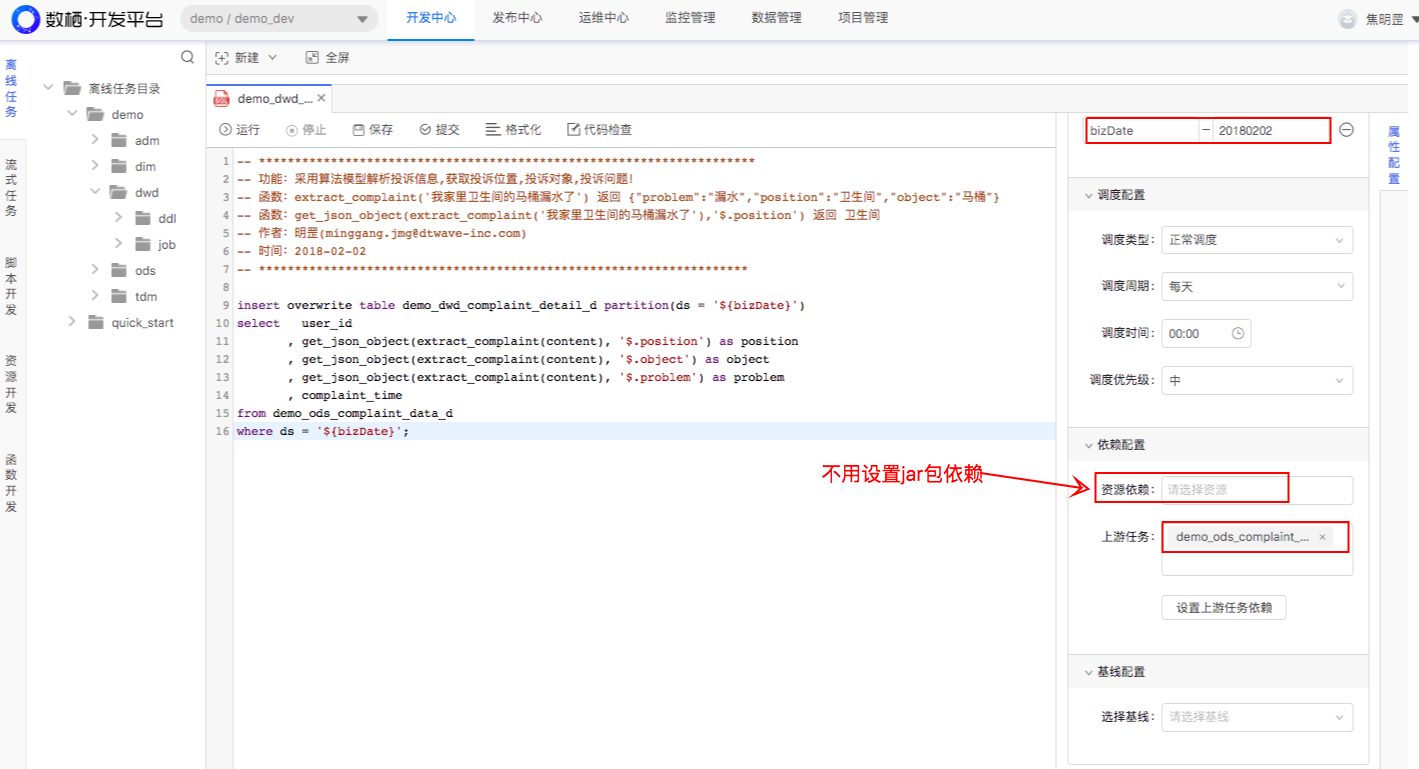 数栖·开发平台
demo / demo_dev
开发中心
发布中心
运维中心
监控管理
数据管理
项目管理
焦明罡
离线任务
流式任务
脚本开发
资源开发
函数开发
离线任务目录
demo
adm
dim
dwd
ddl
job
ods
tdm
quick_start
新建
全屏
demo_dwd_...
运行
停止
保存
提交
格式化
代码检查
1 -- *******************************************************************
2 -- 功能: 采用算法模型解析投诉信息,获取投诉位置,投诉对象,投诉问题!
3 -- 函数: extract_complaint('我家里卫生间的马桶漏水了') 返回 {"problem":"漏水","position":"卫生间","object":"马桶"}
4 -- 函数: get_json_object(extract_complaint('我家里卫生间的马桶漏水了'),'$.position') 返回 卫生间
5 -- 作者: 明罡(minggang.jmg@dtwave-inc.com)
6 -- 时间: 2018-02-02
7 -- ******************************************************************
8
9 insert overwrite table demo_dwd_complaint_detail_d partition(ds = '${bizDate}')
10 select user_id
11 , get_json_object(extract_complaint(content), '$.position') as position
12 , get_json_object(extract_complaint(content), '$.object') as object
13 , get_json_object(extract_complaint(content), '$.problem') as problem
14 , complaint_time
15 from demo_ods_complaint_data_d
16 where ds = '${bizDate}';
不用设置jar包依赖
bizDate – 20180202
属性配置
调度配置
调度类型: 正常调度
调度周期: 每天
调度时间: 00:00
调度优先级: 中
依赖配置
资源依赖: 请选择资源
上游任务: demo_ods_complaint_... ×
设置上游任务依赖
基线配置
选择基线: 请选择基线